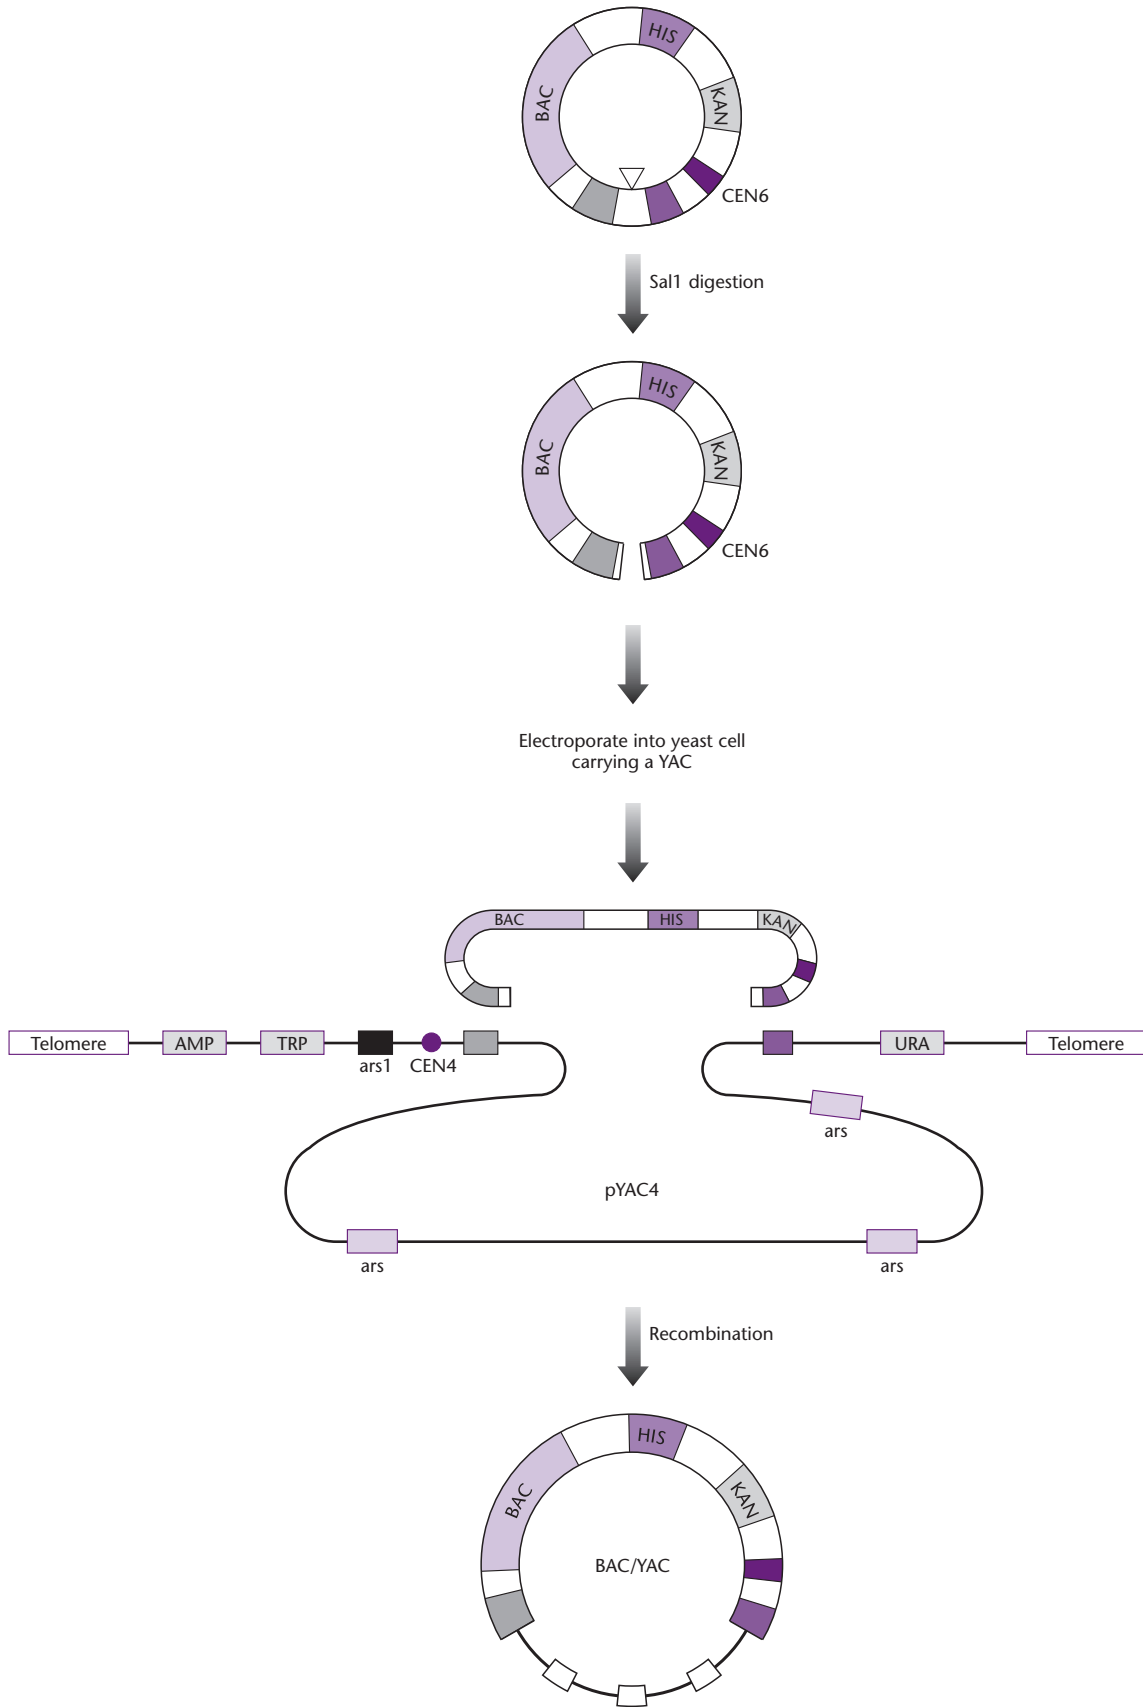 HIS
BAC
KAN
CEN6
Sal1 digestion
HIS
BAC
KAN
CEN6
Electroporate into yeast cell
carrying a YAC
BAC
HIS
KAN
Telomere
AMP
TRP
ars1
CEN4
URA
Telomere
ars
pYAC4
ars
ars
Recombination
HIS
BAC
KAN
BAC/YAC